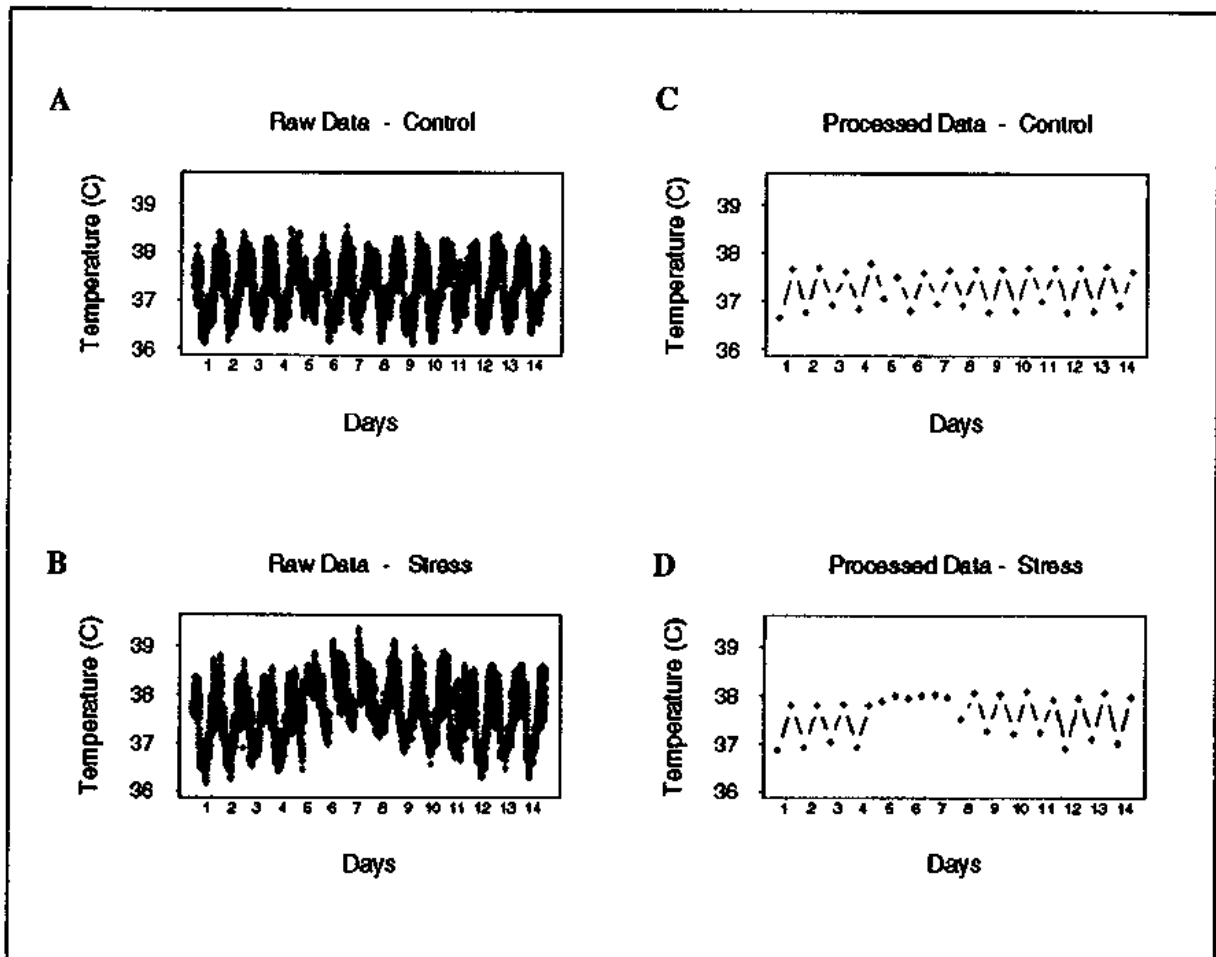 A
Raw Data - Control
Temperature (C)
39
38
37
36
1 2 3 4 5 6 7 8 9 10 11 12 13 14
Days
C
Processed Data - Control
Temperature (C)
39
38
37
36
1 2 3 4 5 6 7 8 9 10 11 12 13 14
Days
B
Raw Data - Stress
Temperature (C)
39
38
37
36
1 2 3 4 5 6 7 8 9 10 11 12 13 14
Days
D
Processed Data - Stress
Temperature (C)
39
38
37
36
1 2 3 4 5 6 7 8 9 10 11 12 13 14
Days